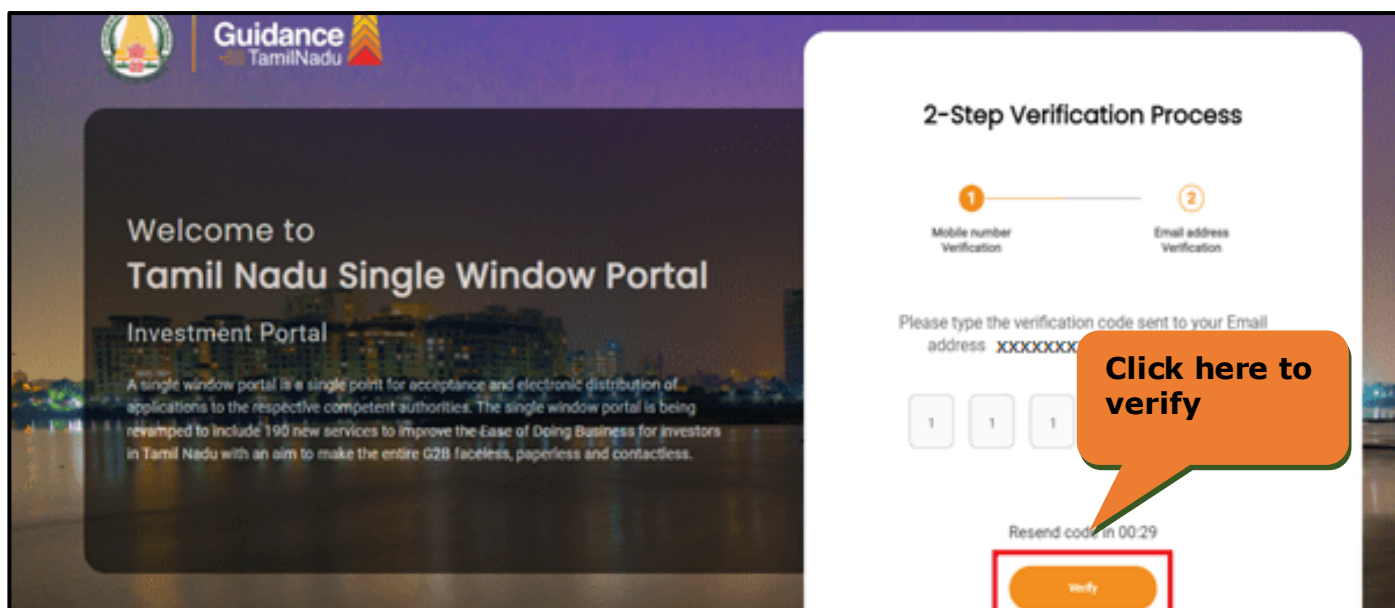 Guidance
TamilNadu
Welcome to
Tamil Nadu Single Window Portal
Investment Portal
A single window portal is a single point for acceptance and electronic distribution of
applications to the respective competent authorities. The single window portal is being
revamped to include 190 new services to improve the Ease of Doing Business for investors
in Tamil Nadu with an aim to make the entire G2B faceless, paperless and contactless.
2-Step Verification Process
1
2
Mobile number
Verification
Email address
Verification
Please type the verification code sent to your Email
address xxxxxxxx
Click here to
verify
1 1 1
Resend code in 00:29
Verify